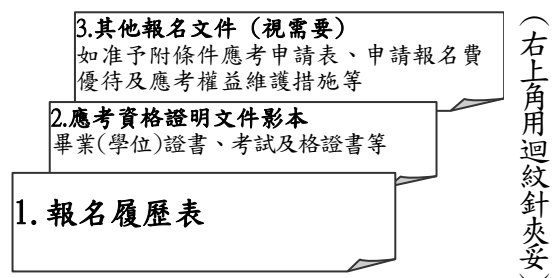 3.其他報名文件（視需要）
如准予附條件應考申請表、申請報名費
優待及應考權益維護措施等
2.應考資格證明文件影本
畢業(學位)證書、考試及格證書等
1.報名履歷表
（右上角用迴紋針夾妥）